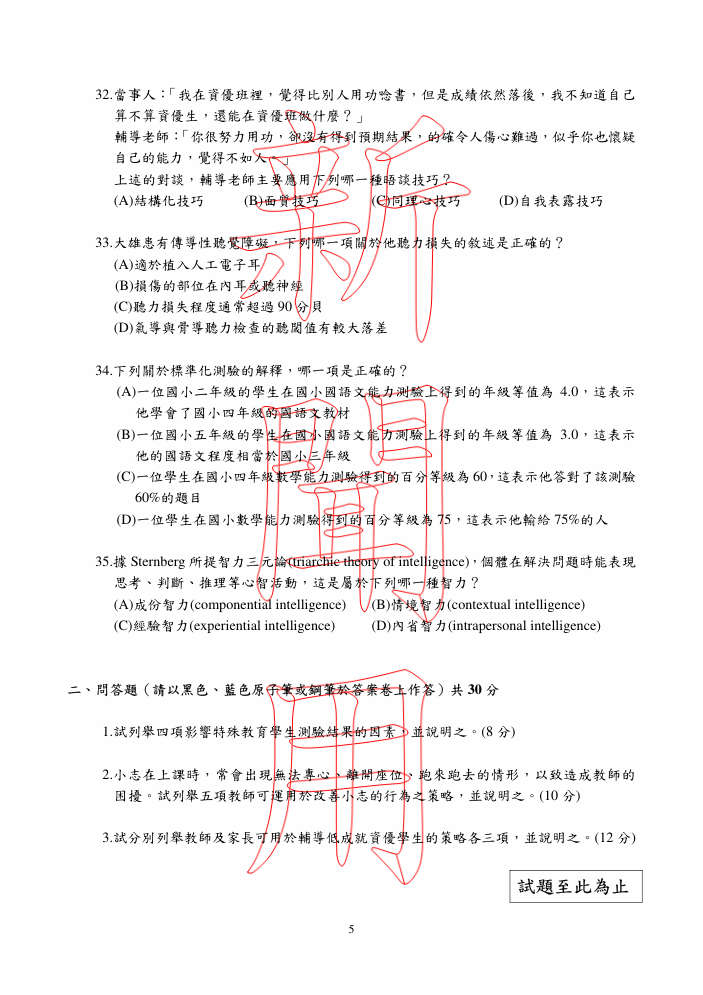 32.當事人：「我在資優班裡，覺得比別人用功唸書，但是成績依然落後，我不知道自己
算不算資優生，還能在資優班做什麼？」
輔導老師：「你很努力用功，卻沒有得到預期結果，的確令人傷心難過，似乎你也懷疑
自己的能力，覺得不如人。」
上述的對談，輔導老師主要應用下列哪一種晤談技巧？
(A)結構化技巧 (B)面質技巧 (C)同理心技巧 (D)自我表露技巧
33.大雄患有傳導性聽覺障礙，下列哪一項關於他聽力損失的敘述是正確的？
(A)適於植入人工電子耳
(B)損傷的部位在內耳或聽神經
(C)聽力損失程度通常超過 90 分貝
(D)氣導與骨導聽力檢查的聽閾值有較大落差
34.下列關於標準化測驗的解釋，哪一項是正確的？
(A)一位國小二年級的學生在國小國語文能力測驗上得到的年級等值為 4.0，這表示
他學會了國小四年級的國語文教材
(B)一位國小五年級的學生在國小國語文能力測驗上得到的年級等值為 3.0，這表示
他的國語文程度相當於國小三年級
(C)一位學生在國小四年級數學能力測驗得到的百分等級為 60，這表示他答對了該測驗
60%的題目
(D)一位學生在國小數學能力測驗得到的百分等級為 75，這表示他輸給 75%的人
35.據 Sternberg 所提智力三元論(triarchic theory of intelligence)，個體在解決問題時能表現
思考、判斷、推理等心智活動，這是屬於下列哪一種智力？
(A)成份智力(componential intelligence) (B)情境智力(contextual intelligence)
(C)經驗智力(experiential intelligence) (D)內省智力(intrapersonal intelligence)
二、問答題（請以黑色、藍色原子筆或鋼筆於答案卷上作答）共 30 分
1.試列舉四項影響特殊教育學生測驗結果的因素，並說明之。(8 分)
2.小志在上課時，常會出現無法專心、離開座位、跑來跑去的情形，以致造成教師的
困擾。試列舉五項教師可運用於改善小志的行為之策略，並說明之。(10 分)
3.試分別列舉教師及家長可用於輔導低成就資優學生的策略各三項，並說明之。(12 分)
試題至此為止
5